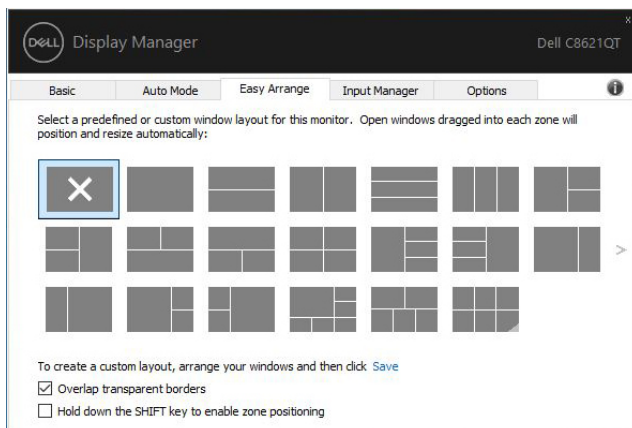 x
DELL Display Manager Dell C8621QT
Basic Auto Mode Easy Arrange Input Manager Options i
Select a predefined or custom window layout for this monitor. Open windows dragged into each zone will
position and resize automatically:
>
To create a custom layout, arrange your windows and then click Save
Overlap transparent borders
Hold down the SHIFT key to enable zone positioning